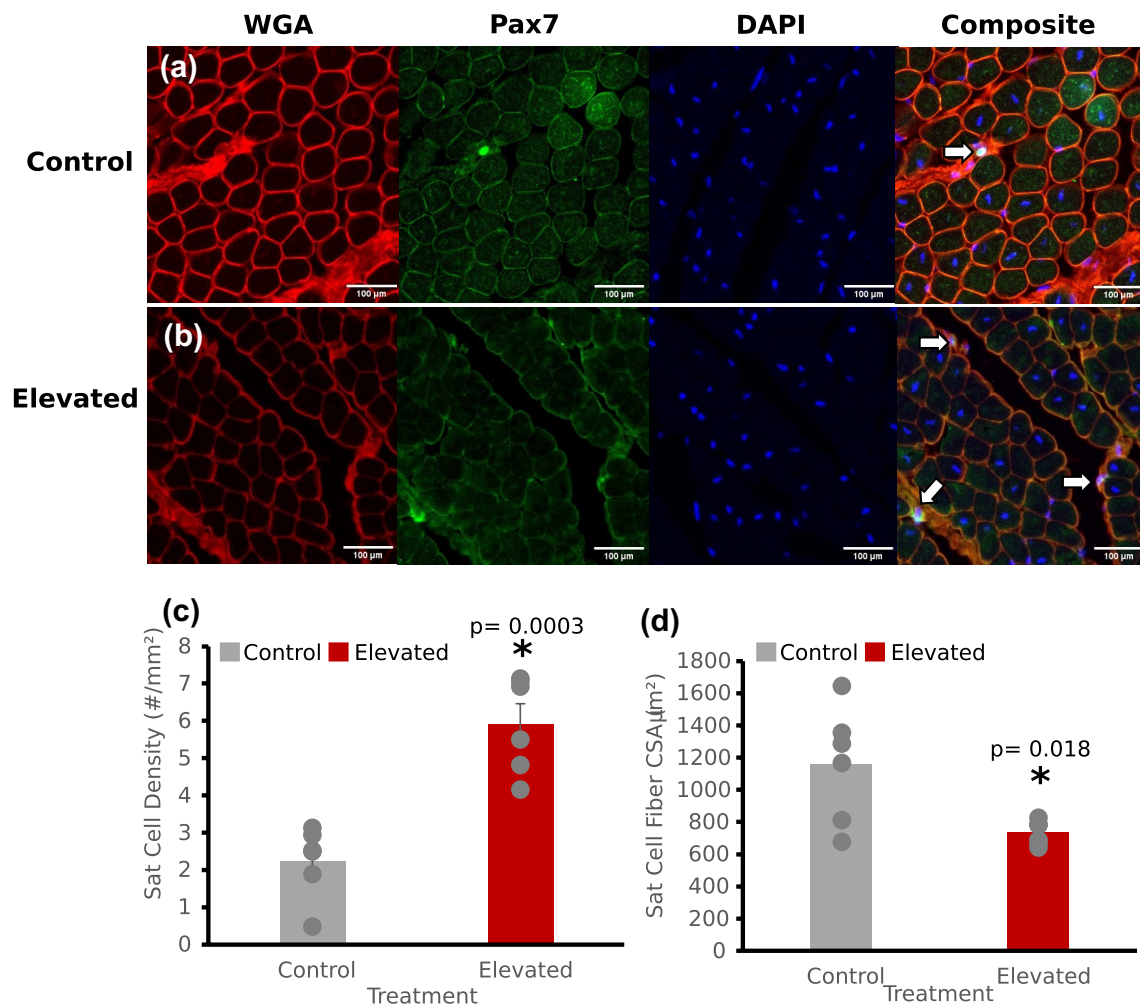 WGA Pax7 DAPI Composite
(a)
Control
100 µm 100 µm 100 µm 100 µm
(b)
Elevated
100 µm 100 µm 100 µm 100 µm
(c)
p= 0.0003
*
Control Elevated
Sat Cell Density (#/mm²)
8
7
6
5
4
3
2
1
0
Control Elevated
Treatment
(d)
Control Elevated
p= 0.018
*
Sat Cell Fiber CSAµm²)
1800
1600
1400
1200
1000
800
600
400
200
0
Control Elevated
Treatment